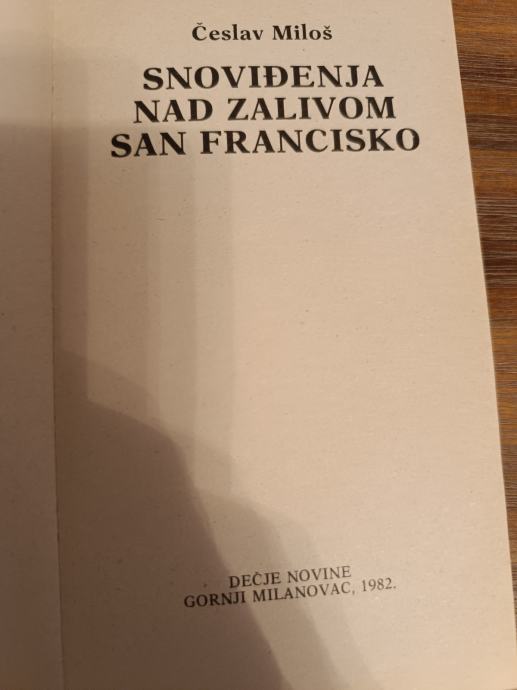 Česlav Miloš
SNOVIĐENJA
NAD ZALIVOM
SAN FRANCISKO
DEČJE NOVINE
GORNJI MILANOVAC, 1982.